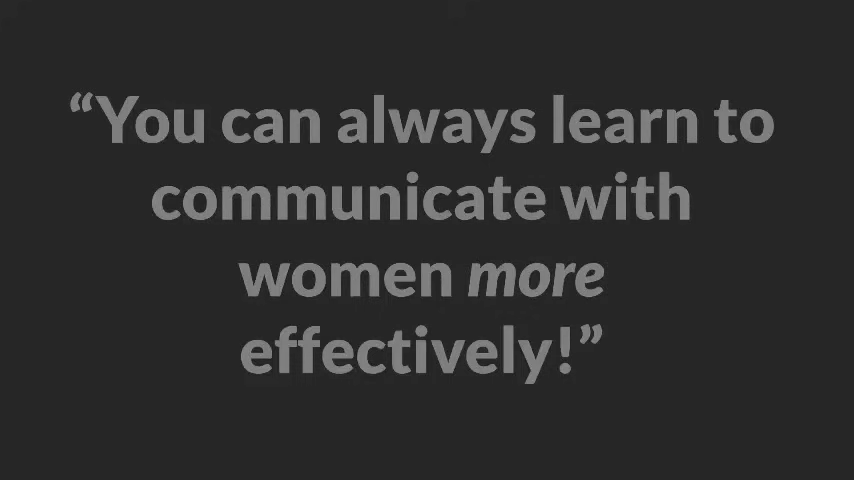 “You can always learn to
communicate with
women more
effectively!”